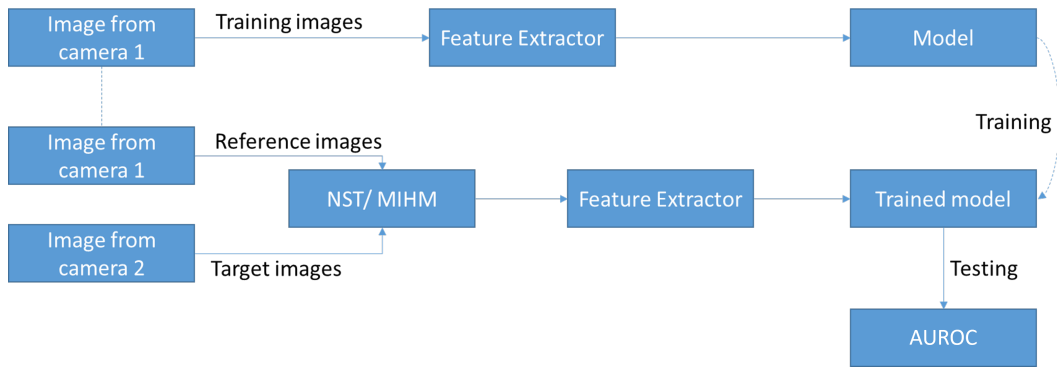 Image from
camera 1
Training images
Feature Extractor
Model
Training
Image from
camera 1
Reference images
NST/ MIHM
Feature Extractor
Trained model
Image from
camera 2
Target images
Testing
AUROC